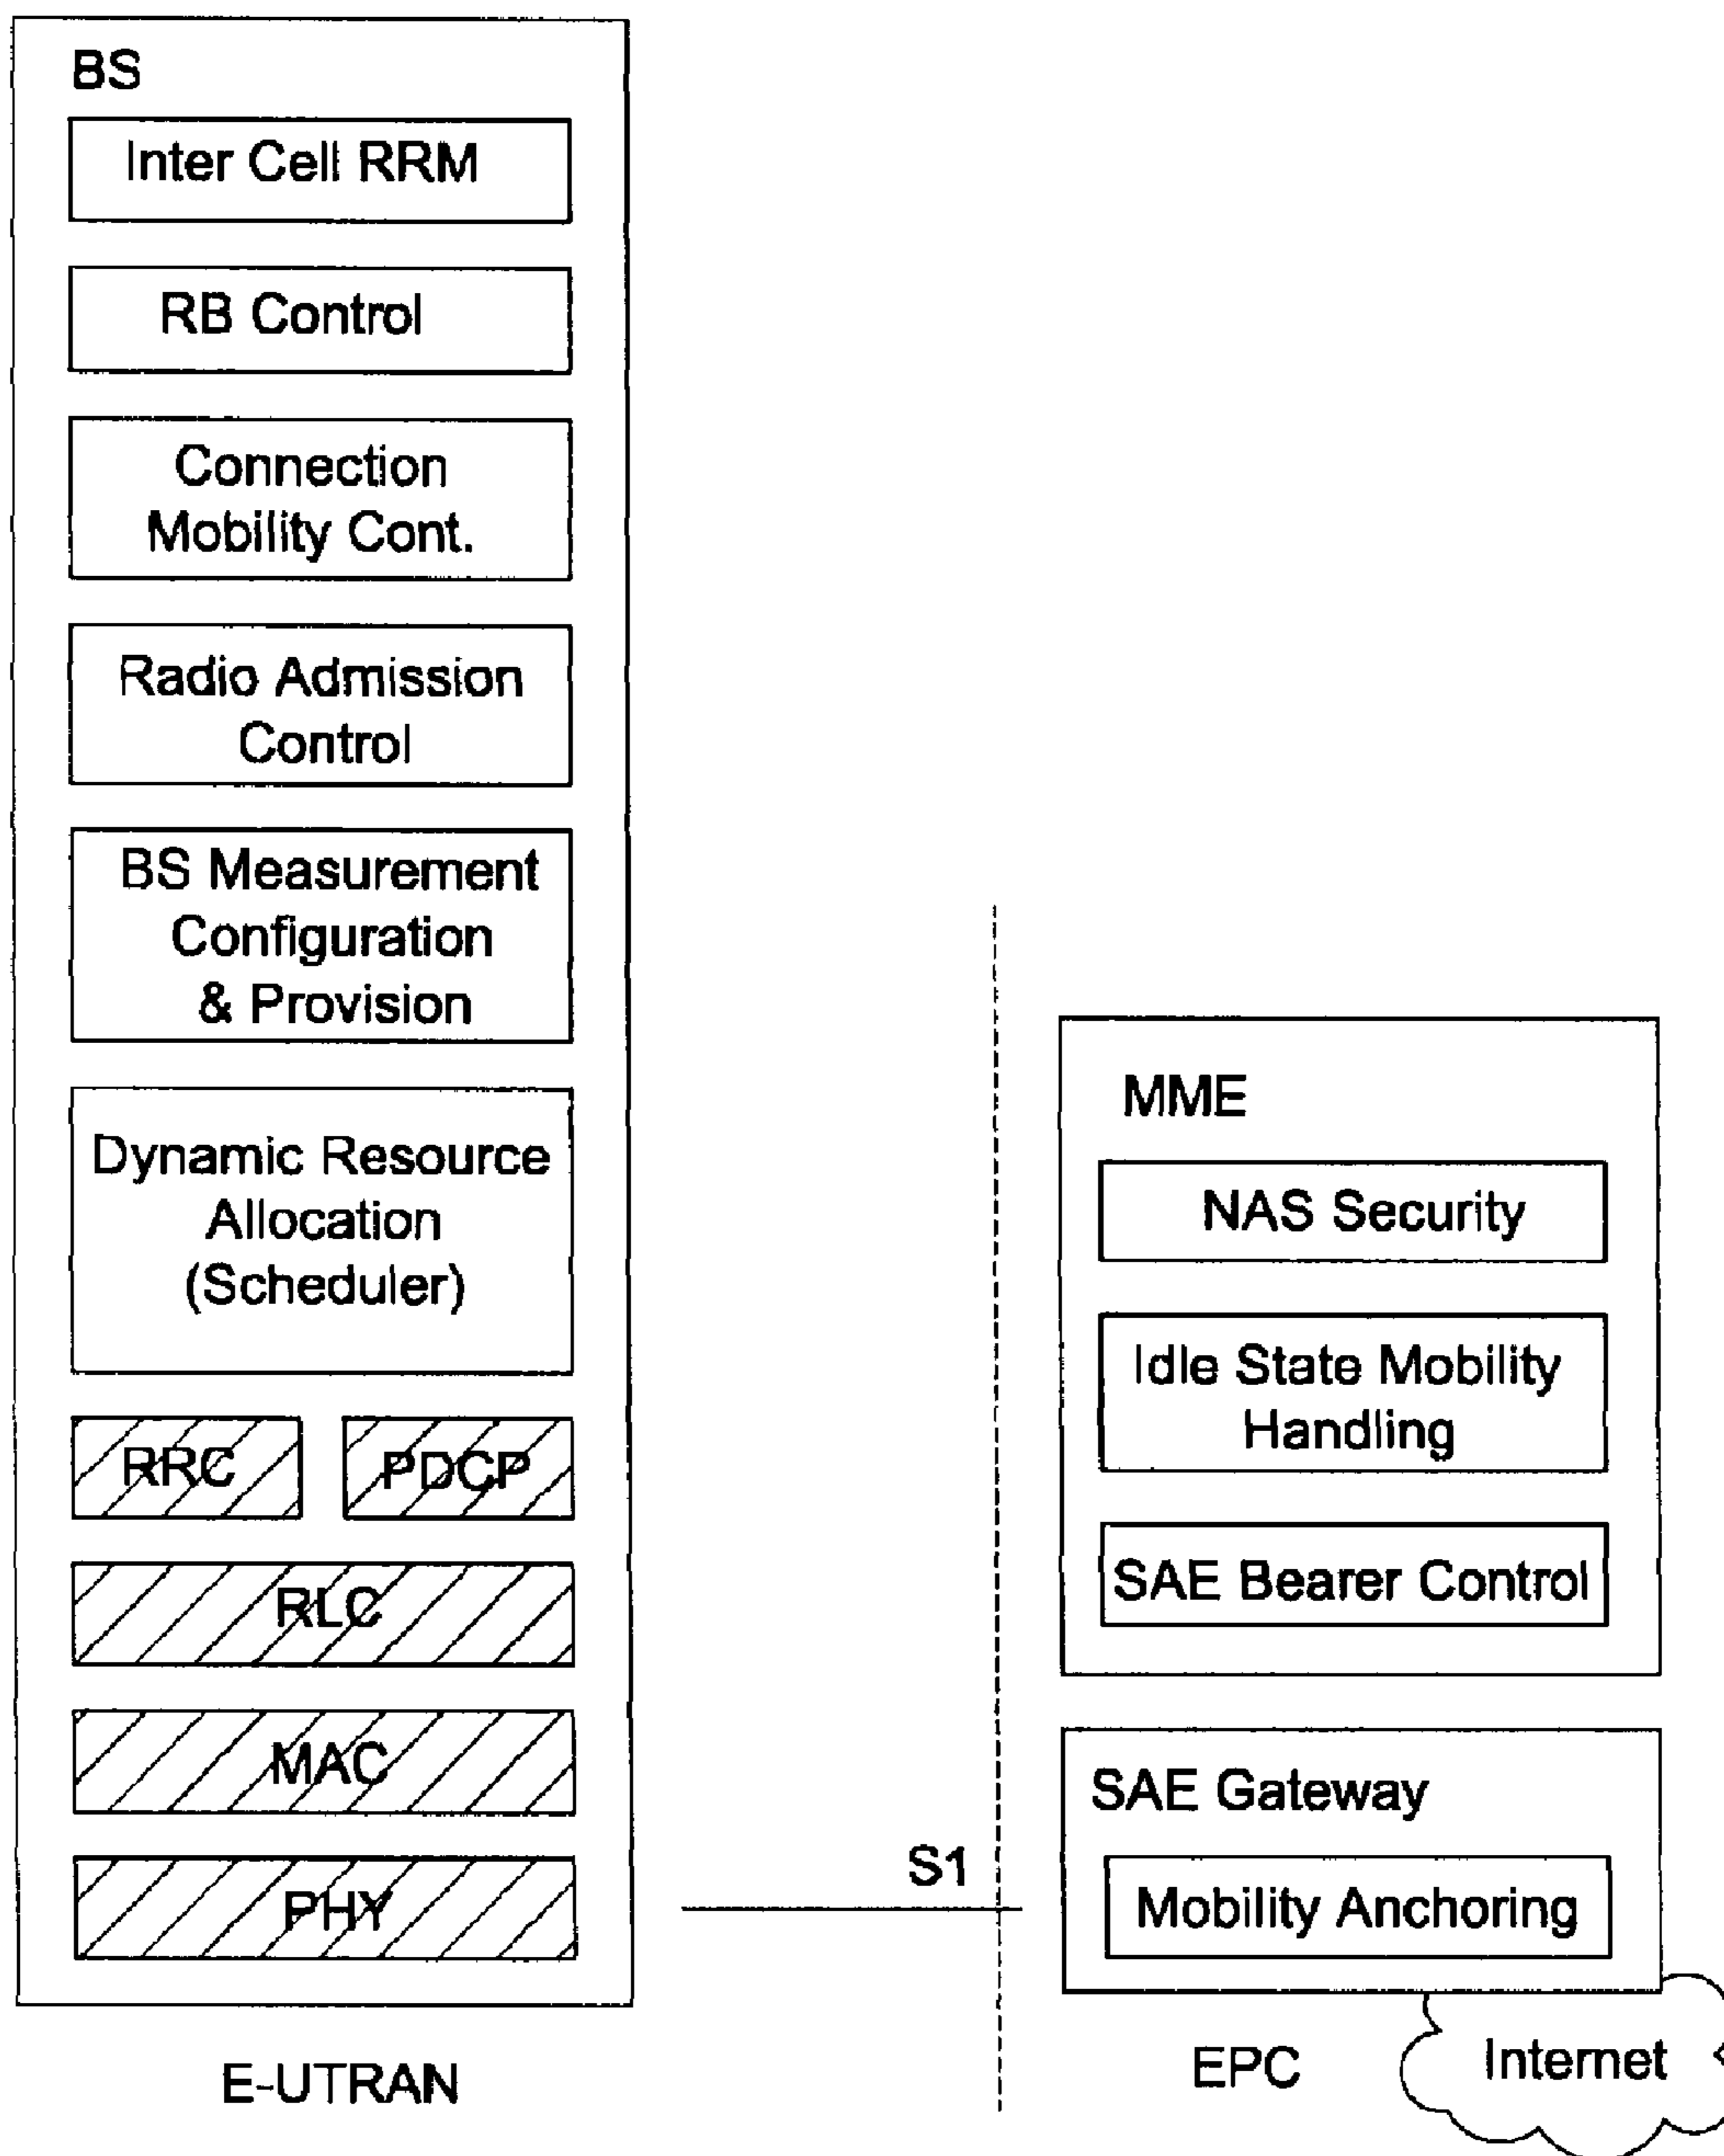 BS
Inter Cell RRM
RB Control
Connection
Mobility Cont.
Radio Admission
Control
BS Measurement
Configuration
& Provision
Dynamic Resource
Allocation
(Scheduler)
RRC
PDCP
RLC
MAC
PHY
E-UTRAN
S1
MME
NAS Security
Idle State Mobility
Handling
SAE Bearer Control
SAE Gateway
Mobility Anchoring
EPC
Internet